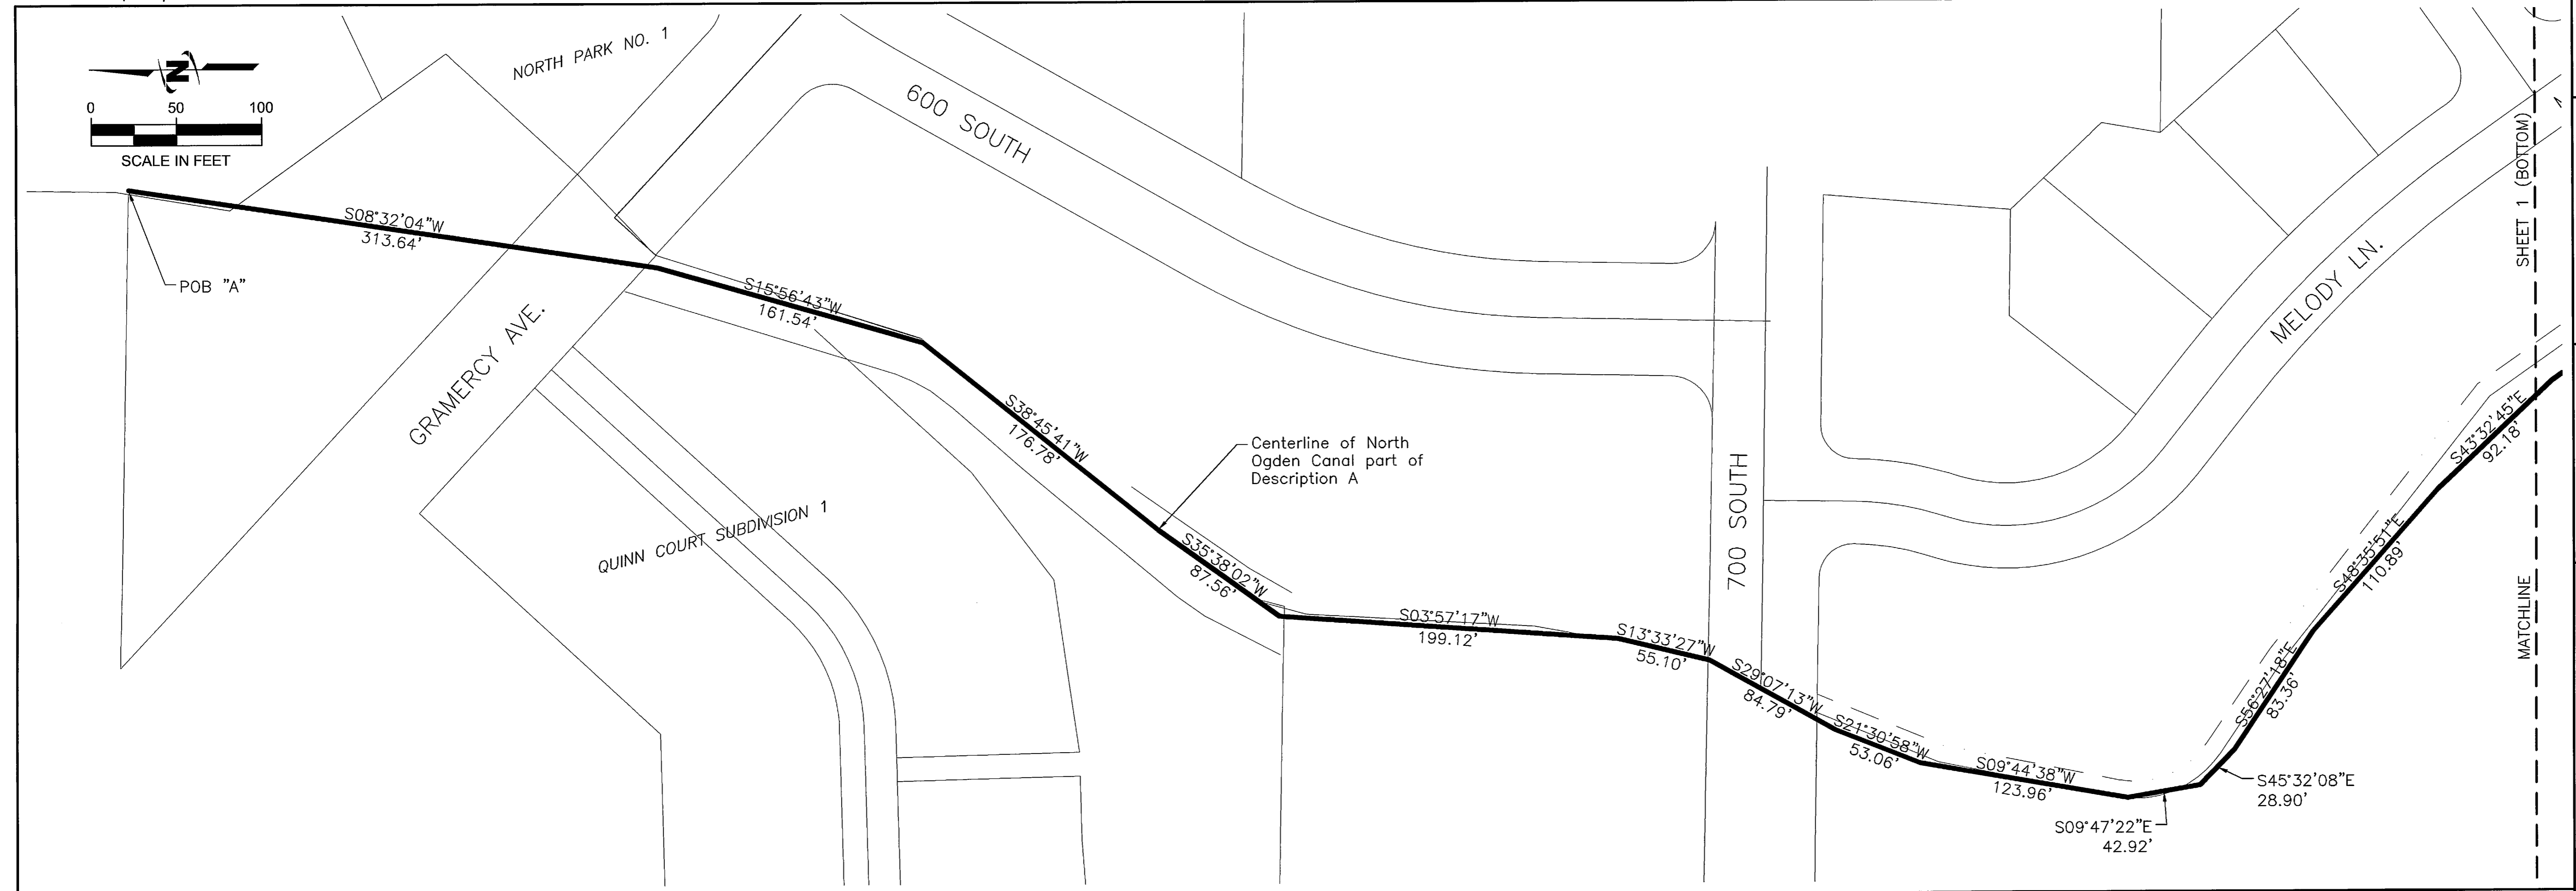 NORTH PARK NO. 1
N
0 50 100
SCALE IN FEET
600 SOUTH
S08°32'04"W
313.64'
POB "A"
GRAMERCY AVE.
S15°56'43"W
161.54'
S38°45'41"W
176.78'
Centerline of North
Ogden Canal part of
Description A
QUINN COURT SUBDIVISION 1
S35°38'02"W
87.56'
S03°57'17"W
199.12'
S13°33'27"W
55.10'
700 SOUTH
S29°07'13"W
84.79'
S21°30'58"W
53.06'
S09°44'38"W
123.96'
S09°47'22"E
42.92'
S45°32'08"E
28.90'
S56°27'18"E
83.36'
S48°35'51"E
110.89'
S43°32'45"E
92.18'
MELODY LN.
SHEET 1 (BOTTOM)
MATCHLINE